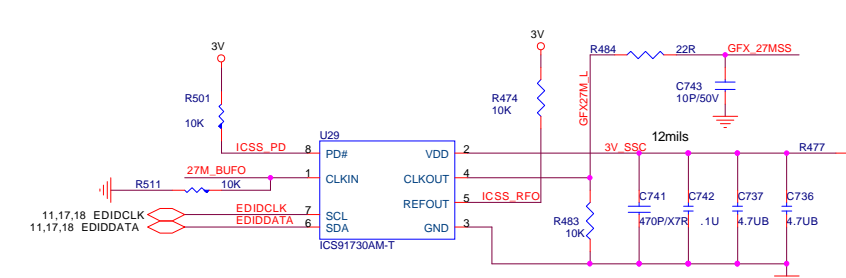 3V
3V
R484
22R
GFX_27MSS
GFX27M_L
C743
10P/50V
R501
10K
R474
10K
U29
12mils
ICSS_PD
8
PD#
VDD
2
3V_SSC
R477
27M_BUFO
1
CLKIN
CLKOUT
4
R511
10K
REFOUT
5
ICSS_RFO
C741
C742
C737
C736
11,17,18 EDIDCLK
EDIDCLK
7
SCL
470P/X7R
.1U
4.7UB
4.7UB
11,17,18 EDIDDATA
EDIDDATA
6
SDA
GND
3
R483
10K
ICS91730AM-T